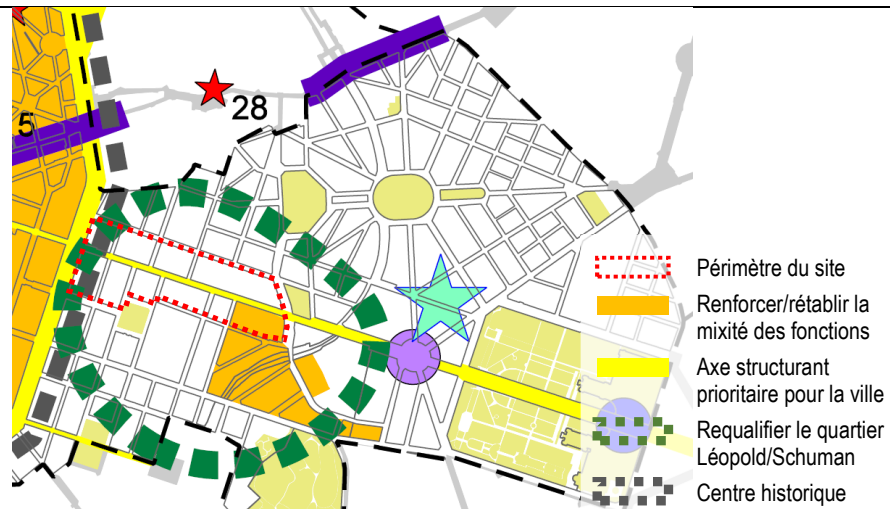 5
28
Périmètre du site
Renforcer/rétablir la
mixité des fonctions
Axe structurant
prioritaire pour la ville
Requalifier le quartier
Léopold/Schuman
Centre historique